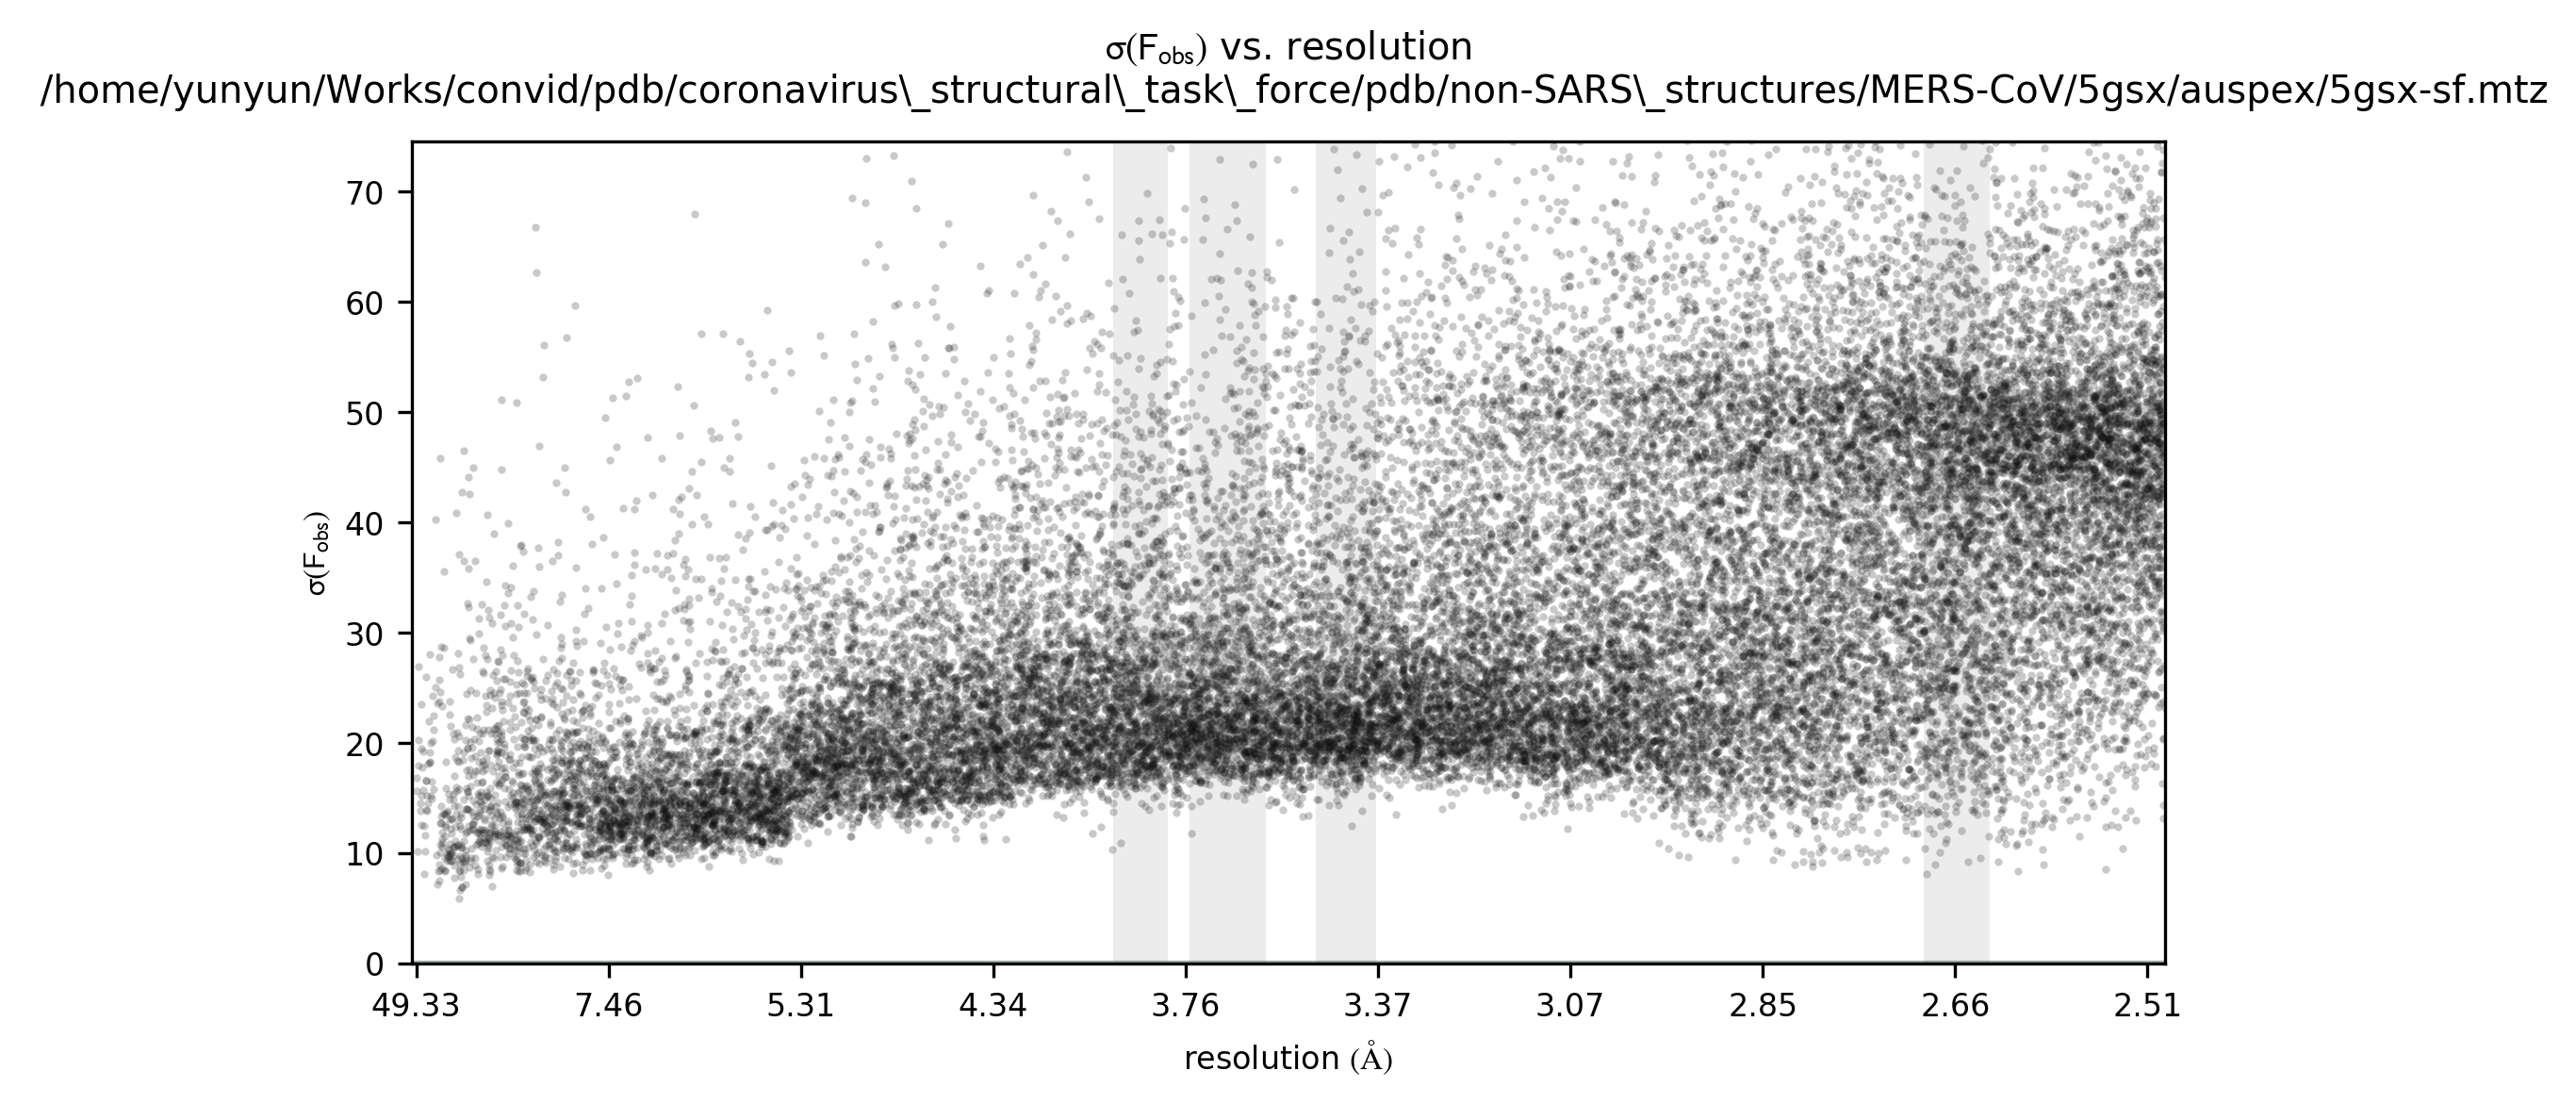 σ(Fobs) vs. resolution
/home/yunyun/Works/convid/pdb/coronavirus\_structural\_task\_force/pdb/non-SARS\_structures/MERS-CoV/5gsx/auspex/5gsx-sf.mtz
70
60
50
40
30
20
10
0
σ(Fobs)
49.33 7.46 5.31 4.34 3.76 3.37 3.07 2.85 2.66 2.51
resolution (Å)